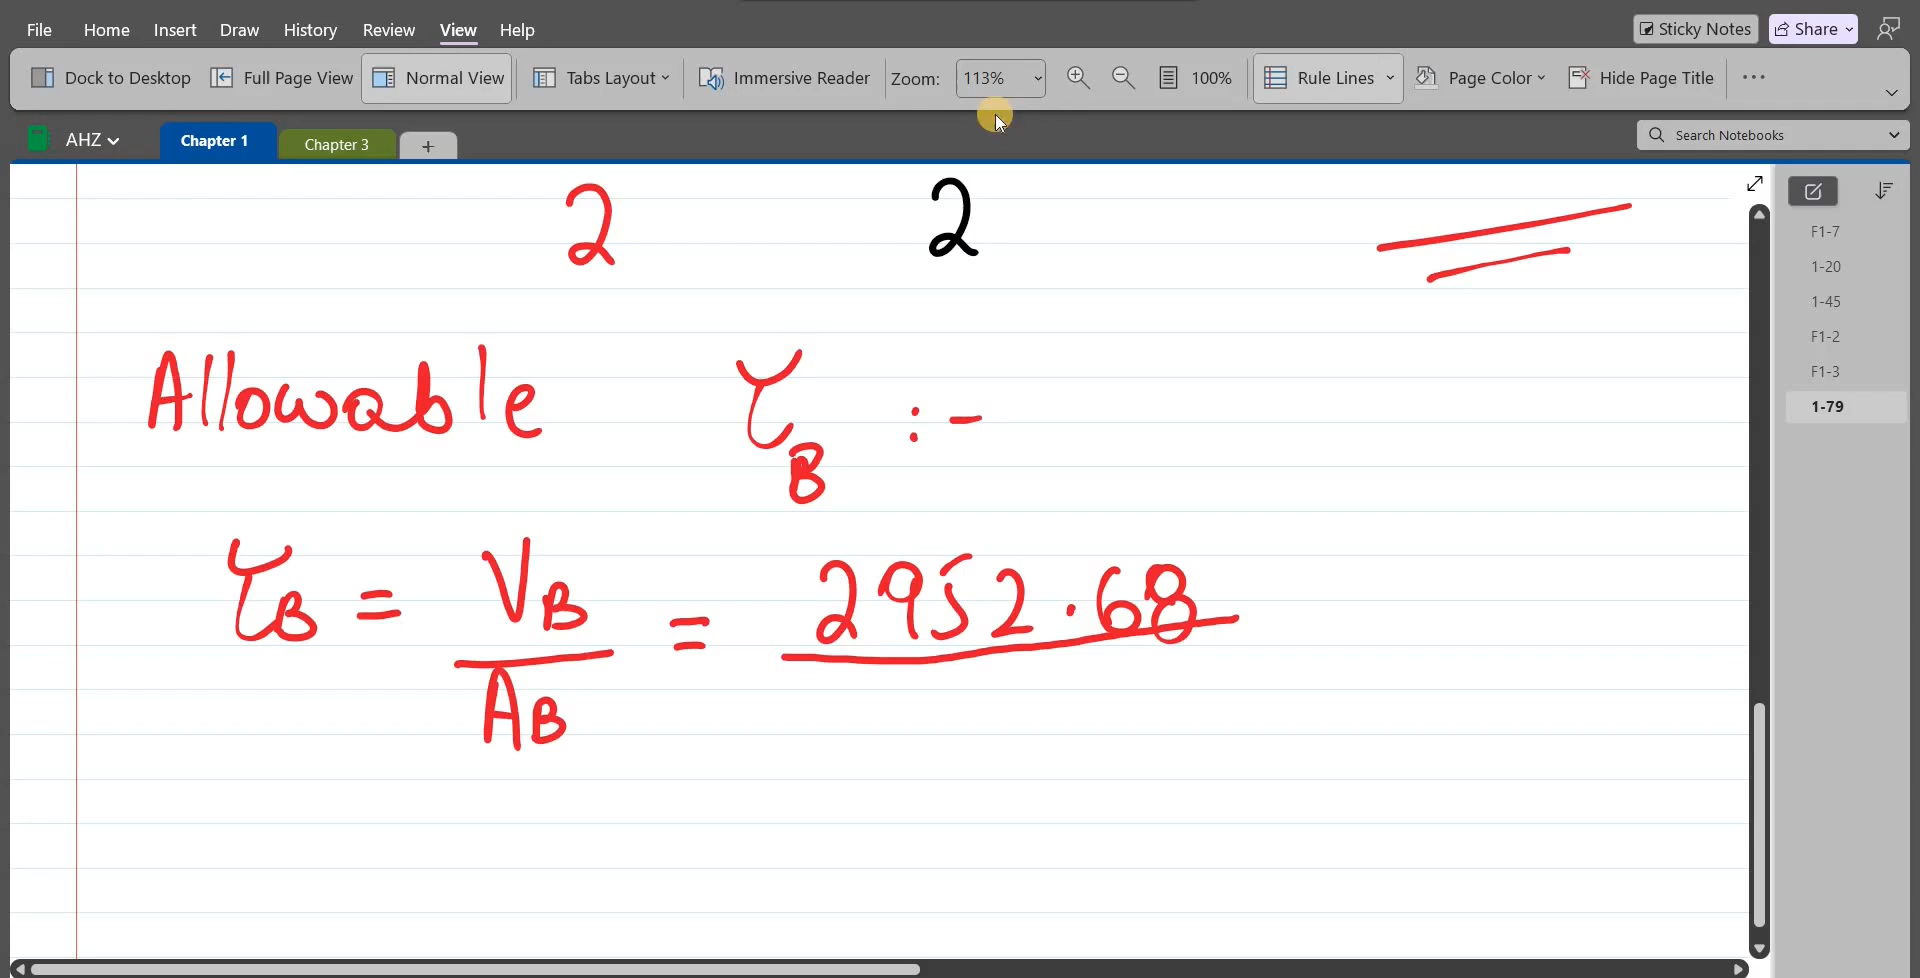 File Home Insert Draw History Review View Help Sticky Notes Share
Dock to Desktop Full Page View Normal View Tabs Layout Immersive Reader Zoom: 113% 100% Rule Lines Page Color Hide Page Title ...
AHZ Chapter 1 Chapter 3 + Search Notebooks
2 2
F1-7
1-20
1-45
F1-2
F1-3
1-79
Allowable τB :-
τB = VB / AB = 2952.68